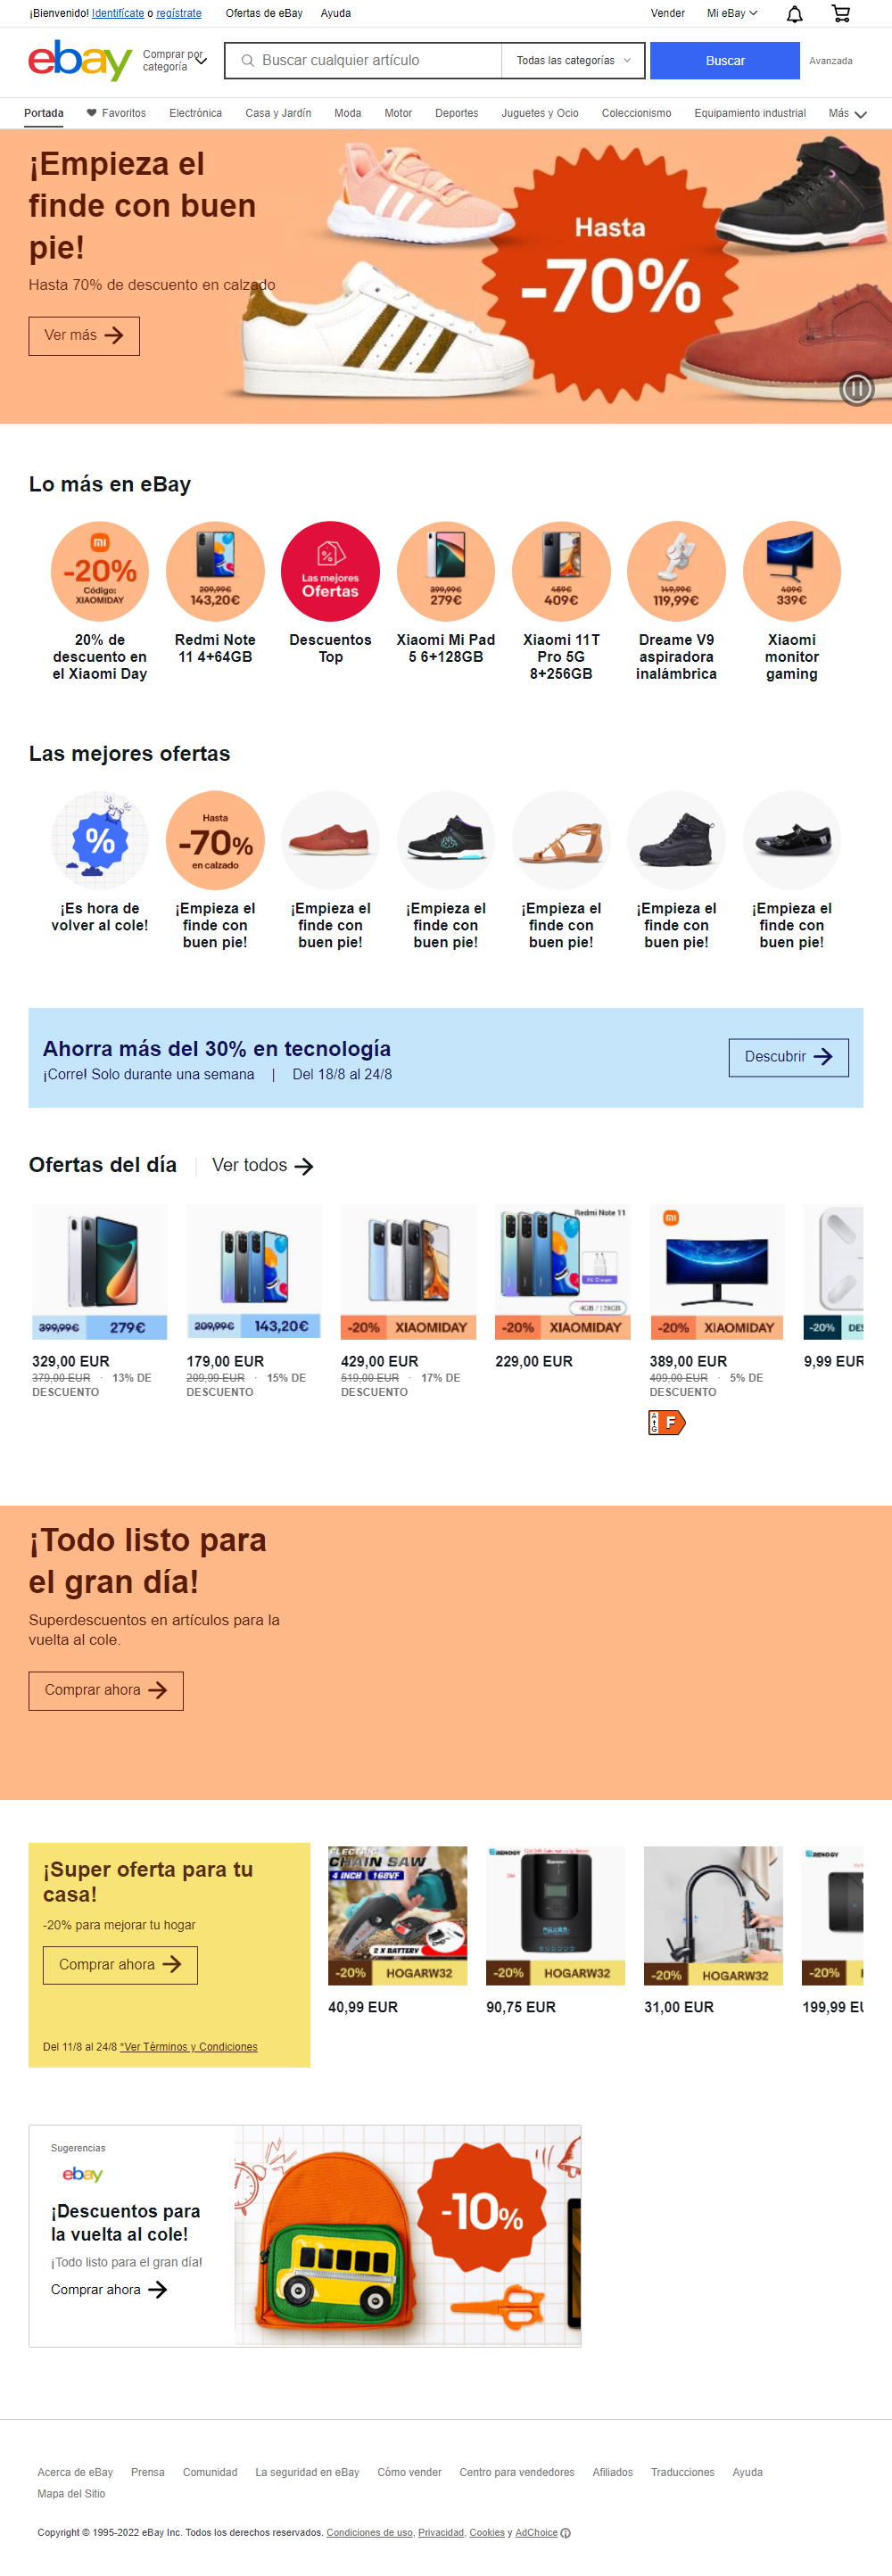 ¡Bienvenido! Identifícate o regístrate Ofertas de eBay Ayuda Vender Mi eBay
ebay
Comprar por
categoría
Buscar cualquier artículo
Todas las categorías
Buscar
Avanzada
Portada Favoritos Electrónica Casa y Jardín Moda Motor Deportes Juguetes y Ocio Coleccionismo Equipamiento industrial Más
¡Empieza el
finde con buen
pie!
Hasta 70% de descuento en calzado
Ver más
Hasta
-70%
Lo más en eBay
mi
-20%
Código:
XIAOMIDAY
20% de
descuento en
el Xiaomi Day
209,99€
143,20€
Redmi Note
11 4+64GB
%
Las mejores
Ofertas
Descuentos
Top
399,99€
279€
Xiaomi Mi Pad
5 6+128GB
459€
409€
Xiaomi 11T
Pro 5G
8+256GB
149,99€
119,99€
Dreame V9
aspiradora
inalámbrica
409€
339€
Xiaomi
monitor
gaming
Las mejores ofertas
%
¡Es hora de
volver al cole!
Hasta
-70%
en calzado
¡Empieza el
finde con
buen pie!
¡Empieza el
finde con
buen pie!
¡Empieza el
finde con
buen pie!
¡Empieza el
finde con
buen pie!
¡Empieza el
finde con
buen pie!
¡Empieza el
finde con
buen pie!
Ahorra más del 30% en tecnología
¡Corre! Solo durante una semana | Del 18/8 al 24/8
Descubrir
Ofertas del día
Ver todos
399,99€ 279€
329,00 EUR
379,00 EUR · 13% DE
DESCUENTO
209,99€ 143,20€
179,00 EUR
209,99 EUR · 15% DE
DESCUENTO
-20% XIAOMIDAY
429,00 EUR
519,00 EUR · 17% DE
DESCUENTO
Redmi Note 11
4GB / 128GB
-20% XIAOMIDAY
229,00 EUR
mi
-20% XIAOMIDAY
389,00 EUR
409,00 EUR · 5% DE
DESCUENTO
A
G
F
-20% DES
9,99 EUR
¡Todo listo para
el gran día!
Superdescuentos en artículos para la
vuelta al cole.
Comprar ahora
¡Super oferta para tu
casa!
-20% para mejorar tu hogar
Comprar ahora
Del 11/8 al 24/8 *Ver Términos y Condiciones
ELECTRIC
CHAIN SAW
4 INCH 168VF
2 X BATTERY
-20% HOGARW32
40,99 EUR
RENOGY
-20% HOGARW32
90,75 EUR
-20% HOGARW32
31,00 EUR
RENOGY
-20%
199,99 EU
Sugerencias
ebay
¡Descuentos para
la vuelta al cole!
¡Todo listo para el gran día!
Comprar ahora
-10%
Acerca de eBay Prensa Comunidad La seguridad en eBay Cómo vender Centro para vendedores Afiliados Traducciones Ayuda
Mapa del Sitio
Copyright © 1995-2022 eBay Inc. Todos los derechos reservados. Condiciones de uso, Privacidad, Cookies y AdChoice